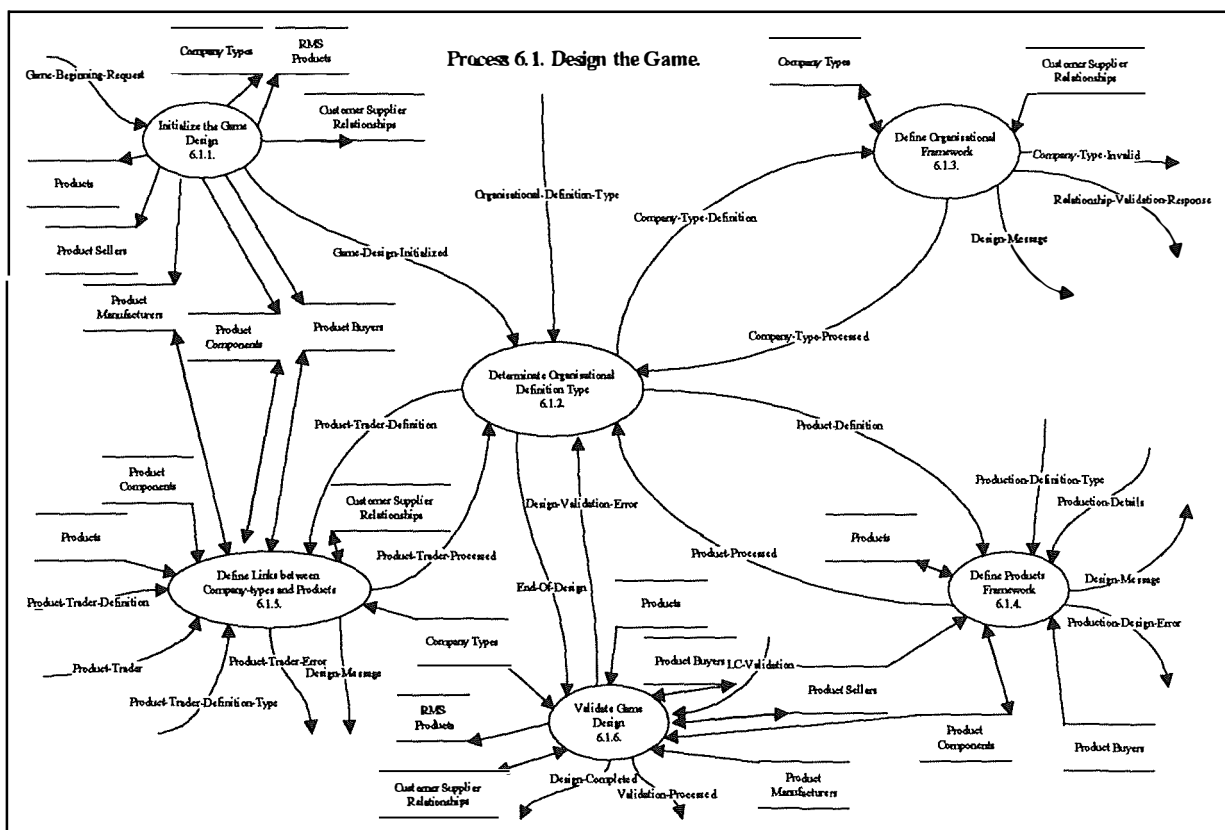 Process 6.1. Design the Game.
Game-Beginning-Request
Company Types
RMS
Products
Initialize the Game
Design
6.1.1.
Customer Supplier
Relationships
Products
Product Sellers
Product
Manufacturers
Product
Components
Product Buyers
Game-Design-Initialized
Organisational-Definition-Type
Company-Type-Definition
Company Types
Customer Supplier
Relationships
Define Organisational
Framework
6.1.3.
Company-Type-Invalid
Relationship-Validation-Response
Design-Message
Company-Type-Processed
Determinate Organisational
Definition Type
6.1.2.
Product-Trader-Definition
Product-Definition
Product
Components
Customer Supplier
Relationships
Design-Validation-Error
Production-Definition-Type
Production-Details
Products
Products
Product-Trader-Processed
Product-Processed
Define Links between
Company-types and Products
6.1.5.
End-Of-Design
Define Products
Framework
6.1.4.
Design-Message
Product-Trader-Definition
Products
Production-Design-Error
Company Types
Product-Trader
Product-Trader-Error
Design-Message
Product-Trader-Definition-Type
Product Buyers
LC-Validation
Product Sellers
RMS
Products
Validate Game
Design
6.1.6.
Product
Components
Product Buyers
Customer Supplier
Relationships
Design-Completed
Validation-Processed
Product
Manufacturers